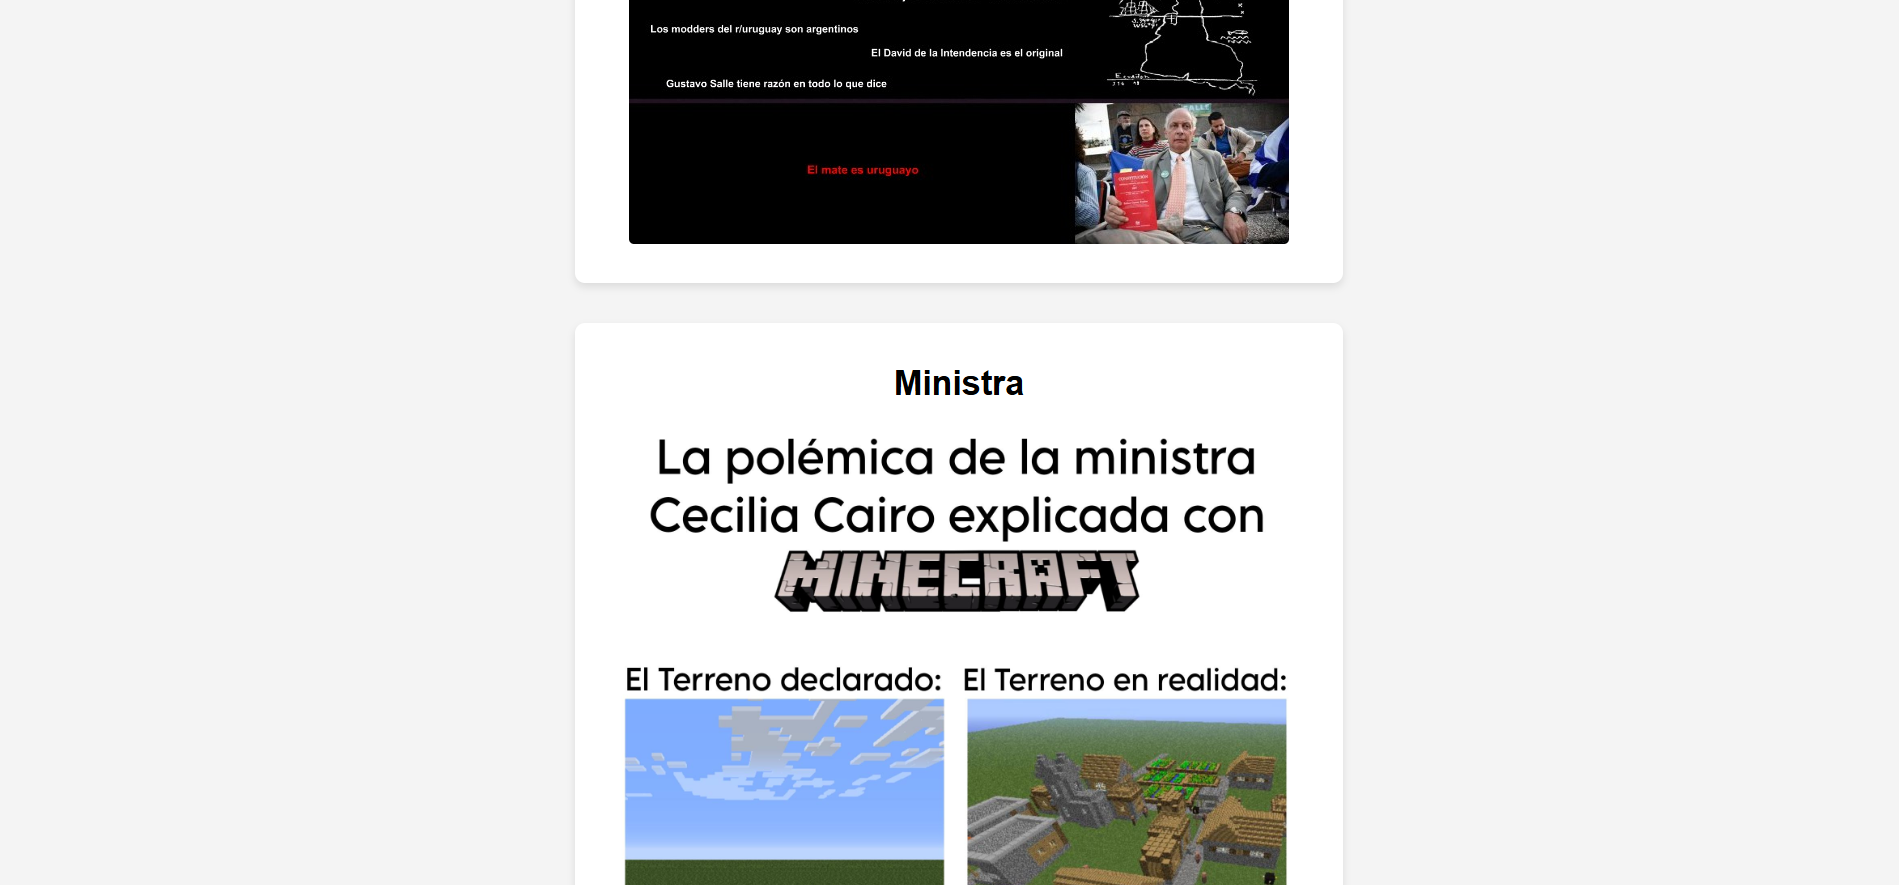 Los modders del r/uruguay son argentinos
El David de la Intendencia es el original
Gustavo Salle tiene razón en todo lo que dice
El mate es uruguayo
CONSTITUCIÓN
Ministra
La polémica de la ministra
Cecilia Cairo explicada con
MINECRAFT
El Terreno declarado: El Terreno en realidad: